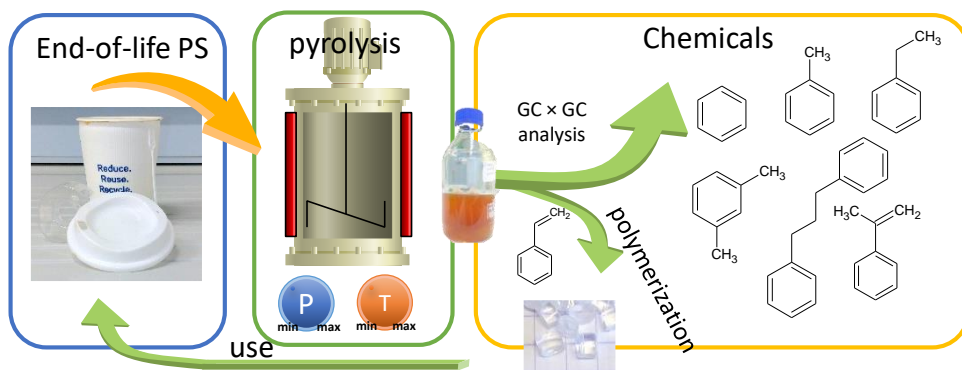 End-of-life PS
Reduce.
Reuse.
Recycle.
pyrolysis
P
min max
T
min max
use
Chemicals
GC × GC
analysis
CH₂
polymerization
CH₃
CH₃
CH₃
CH₃
H₃C
CH₂